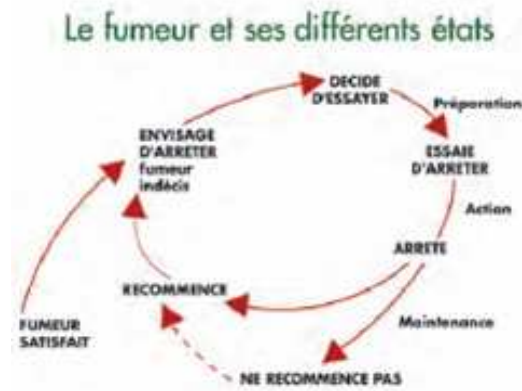 Le fumeur et ses différents états
DECIDE
D'ESSAYER
Préparation
ENVISAGE
D'ARRETER
fumeur
indécis
ESSAIE
D'ARRETER
Action
ARRETE
RECOMMENCE
FUMEUR
SATISFAIT
Maintenance
NE RECOMMENCE PAS